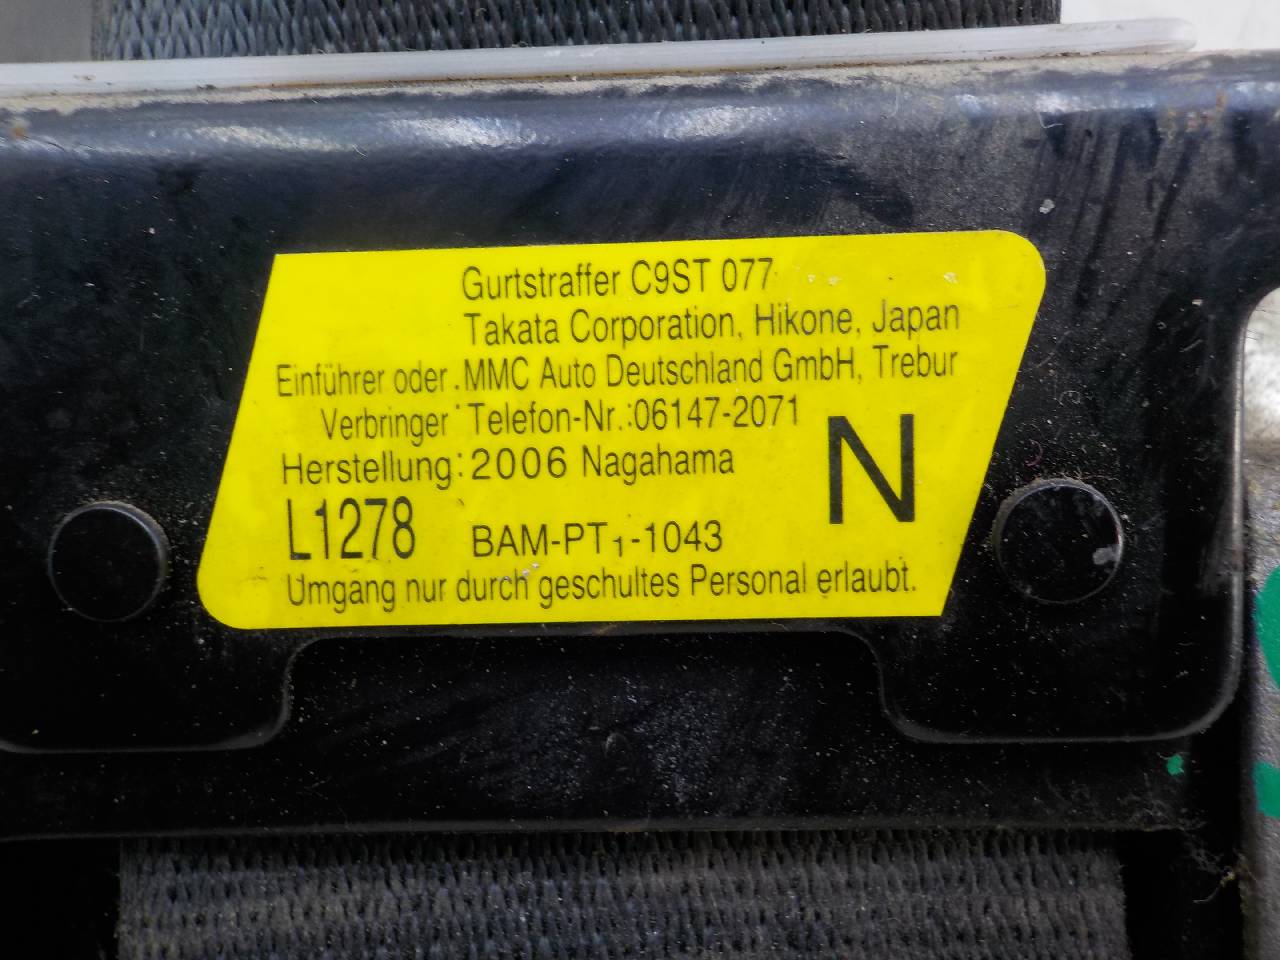 Gurtstraffer C9ST 077
Takata Corporation, Hikone, Japan
Einführer oder MMC Auto Deutschland GmbH, Trebur
Verbringer : Telefon-Nr.:06147-2071
Herstellung: 2006 Nagahama
N
L1278 BAM-PT1-1043
Umgang nur durch geschultes Personal erlaubt.